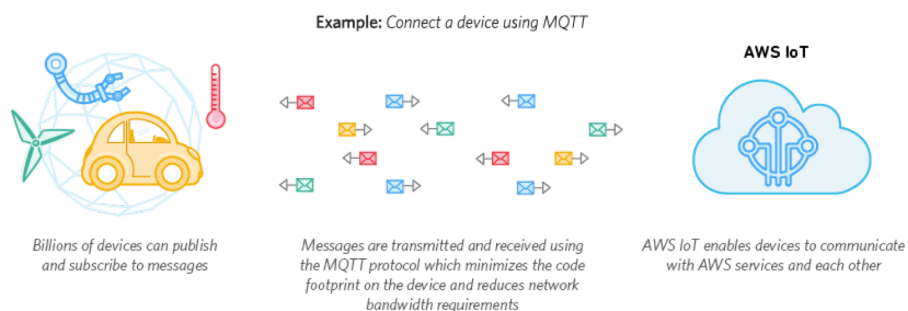 Example: Connect a device using MQTT
AWS IoT
Billions of devices can publish
and subscribe to messages
Messages are transmitted and received using
the MQTT protocol which minimizes the code
footprint on the device and reduces network
bandwidth requirements
AWS IoT enables devices to communicate
with AWS services and each other